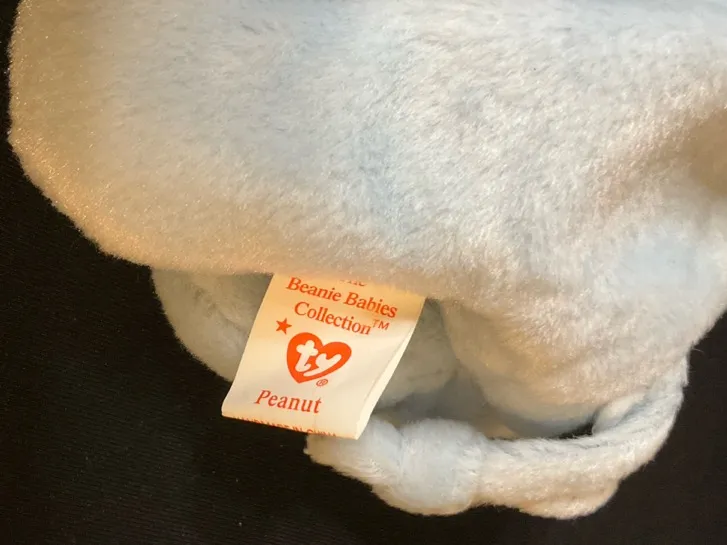 Beanie Babies
Collection™
ty
®
Peanut